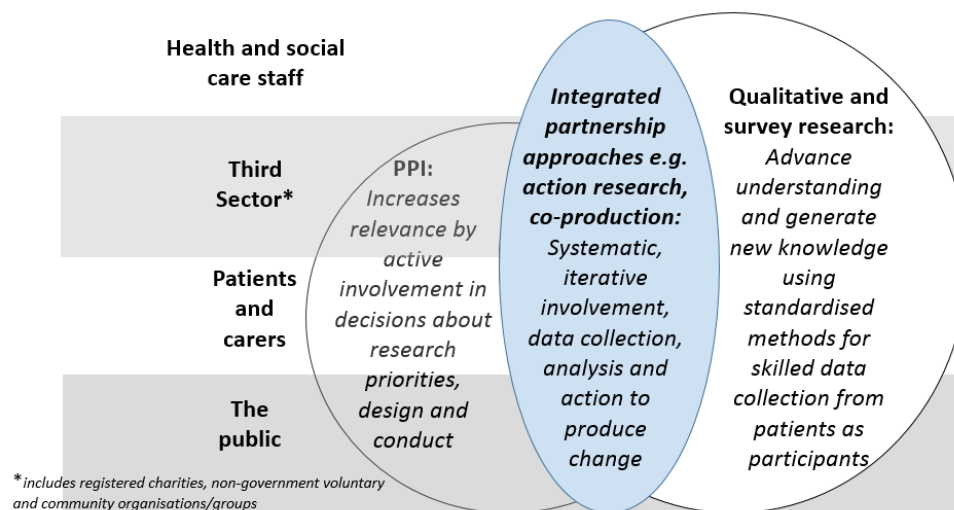 Health and social
care staff
Third
Sector*
Patients
and
carers
The
public
PPI:
Increases
relevance by
active
involvement in
decisions about
research
priorities,
design and
conduct
Integrated
partnership
approaches e.g.
action research,
co-production:
Systematic,
iterative
involvement,
data collection,
analysis and
action to
produce
change
Qualitative and
survey research:
Advance
understanding
and generate
new knowledge
using
standardised
methods for
skilled data
collection from
patients as
participants
*includes registered charities, non-government voluntary
and community organisations/groups